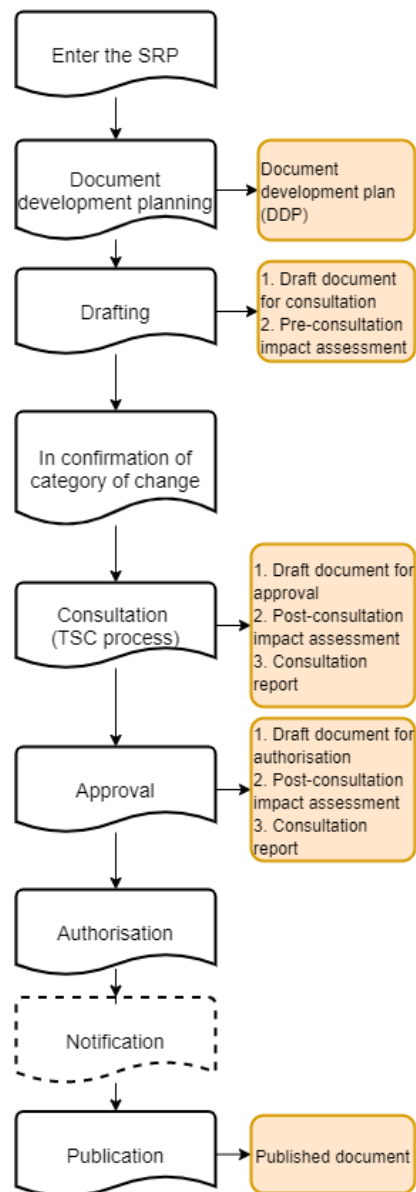 Enter the SRP
Document
development planning
Document
development plan
(DDP)
Drafting
1. Draft document
for consultation
2. Pre-consultation
impact assessment
In confirmation of
category of change
Consultation
(TSC process)
1. Draft document for
approval
2. Post-consultation
impact assessment
3. Consultation
report
Approval
1. Draft document for
authorisation
2. Post-consultation
impact assessment
3. Consultation
report
Authorisation
Notification
Publication
Published document